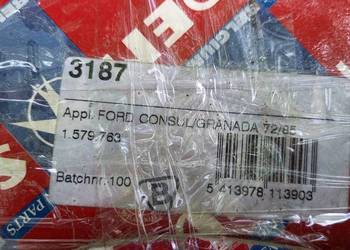 3187
Appl. FORD CONSUL/GRANADA 72/85
1.579.763
Batchnr. 100
B
5 413978 113903
PARTS